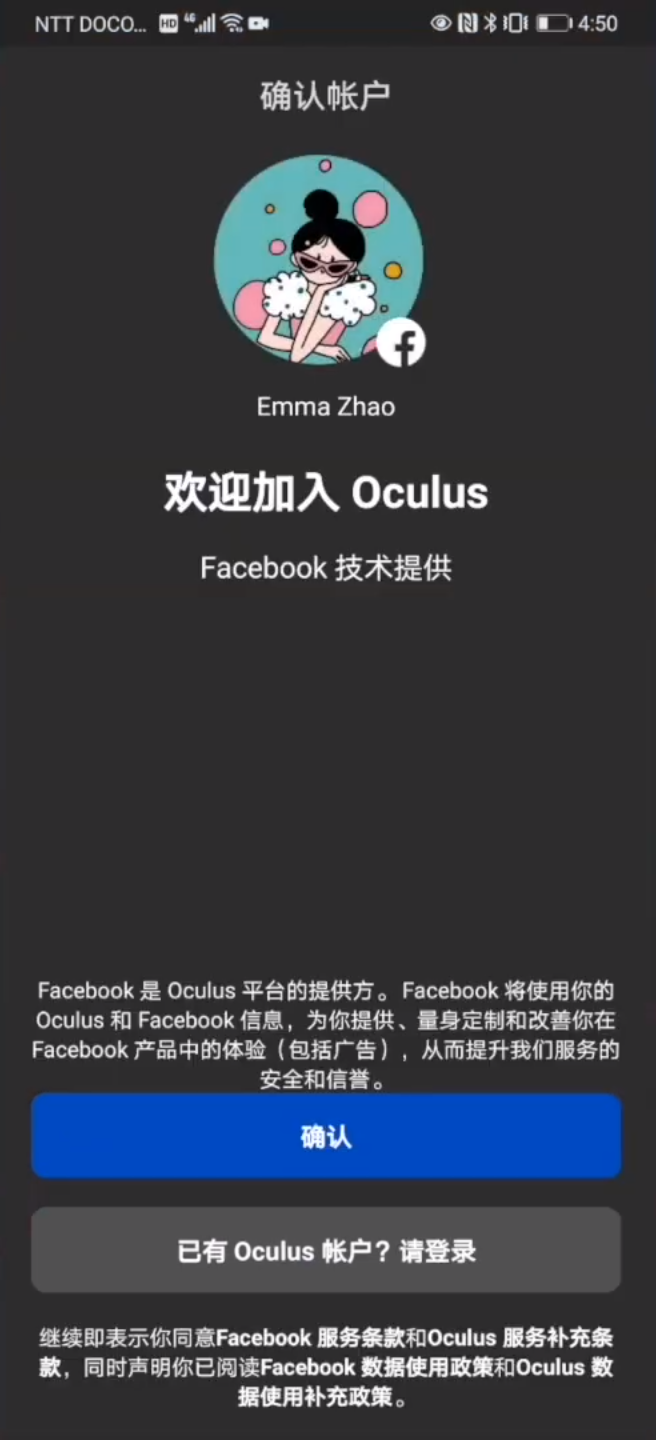 NTT DOCO... HD 4G 4:50
确认帐户
Emma Zhao
欢迎加入 Oculus
Facebook 技术提供
Facebook 是 Oculus 平台的提供方。Facebook 将使用你的
Oculus 和 Facebook 信息，为你提供、量身定制和改善你在
Facebook 产品中的体验（包括广告），从而提升我们服务的
安全和信誉。
确认
已有 Oculus 帐户？请登录
继续即表示你同意Facebook 服务条款和Oculus 服务补充条
款，同时声明你已阅读Facebook 数据使用政策和Oculus 数
据使用补充政策。